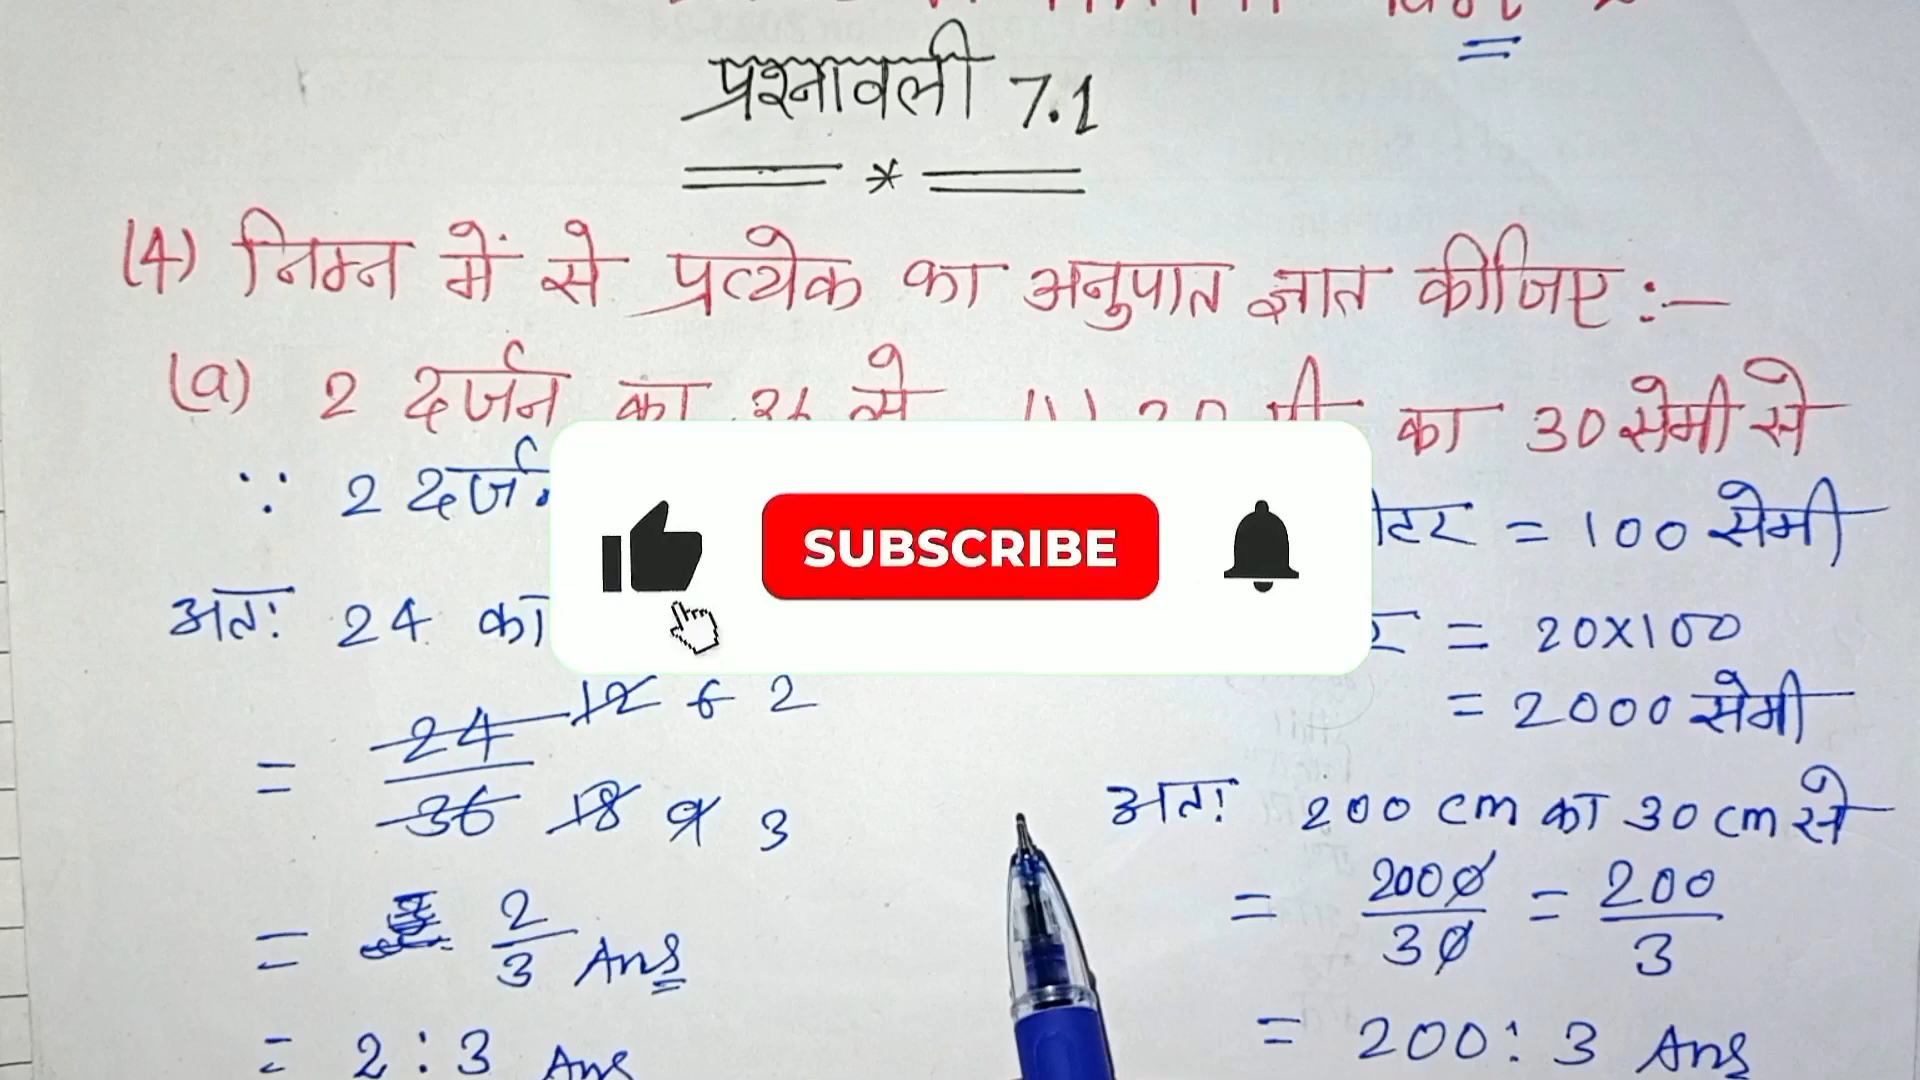 प्रश्नावली 7.1
(4) निम्न में से प्रत्येक का अनुपात ज्ञात कीजिए :-
(a) 2 दर्जन का 36 से
का 30 सेमी से
∵ 2 दर्जन
अतः 24 का
= 24 12 6 2
36 18 9 3
= 2/3 Ans
= 2 : 3 Ans
= 100 सेमी
= 20×100
= 2000 सेमी
अतः 200 cm का 30 cm से
= 2000/30 = 200/3
= 200 : 3 Ans
SUBSCRIBE